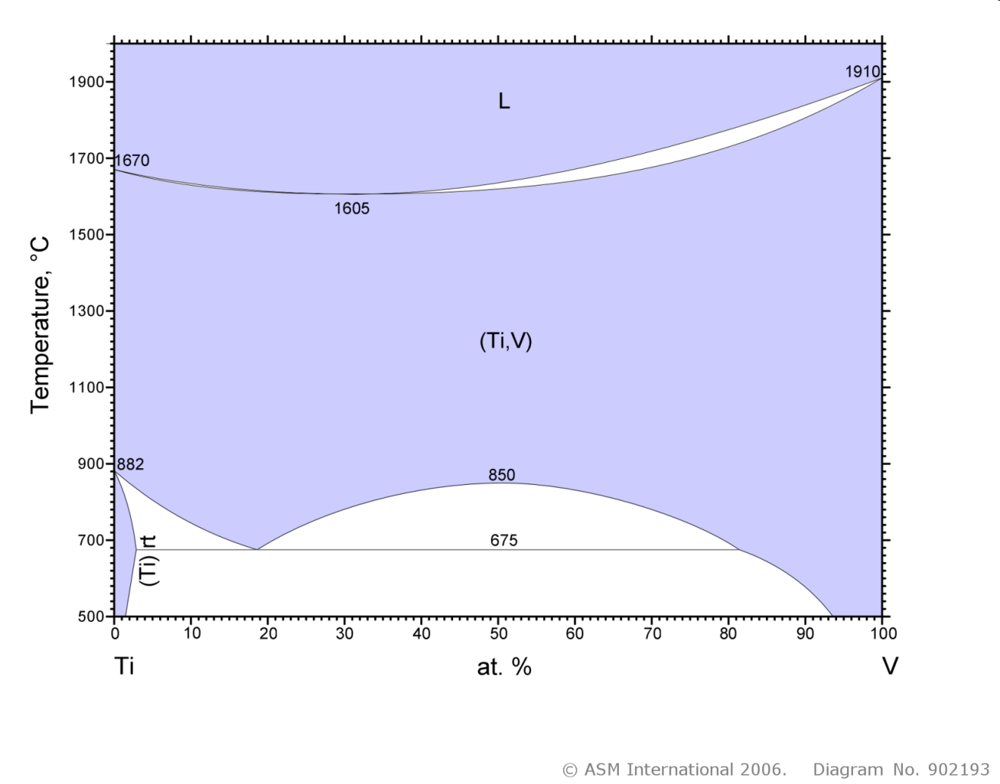 1910
1900
L
1700
1670
1605
1500
Temperature, °C
1300
(Ti,V)
1100
900
882
850
700
(Ti) rt
675
500
0 10 20 30 40 50 60 70 80 90 100
Ti at. % V
© ASM International 2006. Diagram No. 902193